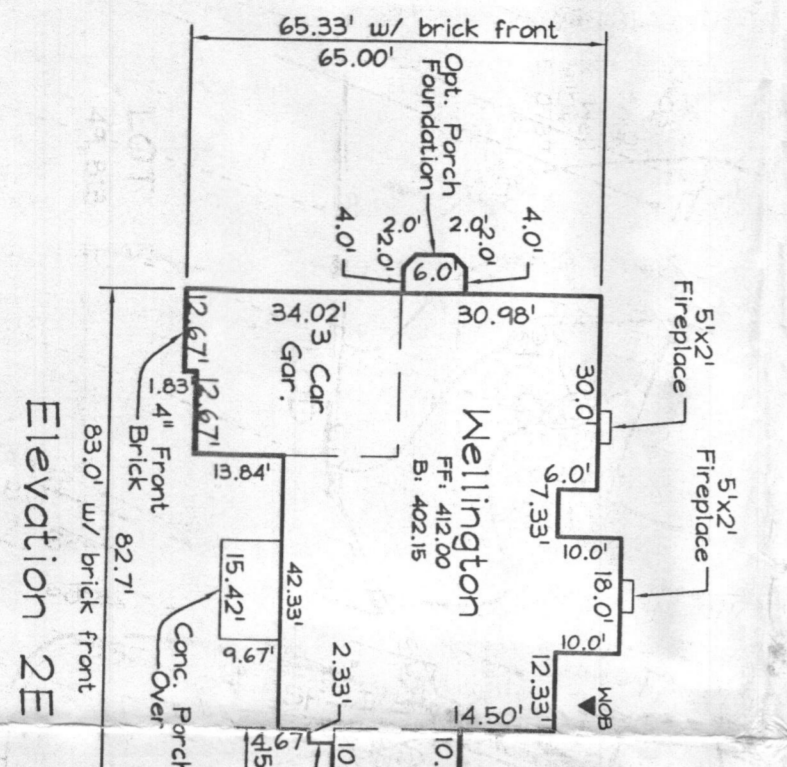 65.33' w/ brick front
65.00'
Opt. Porch
Foundation
4.0'
2.0'
2.0'
6.0'
2.0'
2.0'
4.0'
34.02'
30.98'
5'x2'
Fireplace
5'x2'
Fireplace
12.67'
1.83
12.67'
3 Car
Gar.
30.0'
6.0'
7.33'
10.0'
18.0'
10.0'
12.33'
4" Front
Brick
13.84'
Wellington
FF: 412.00
B: 402.15
WOB
83.0' w/ brick front
82.7'
Elevation 2E
15.42'
9.67'
42.33'
Conc. Porch
Over
2.33'
14.50'
10
10.
LOT